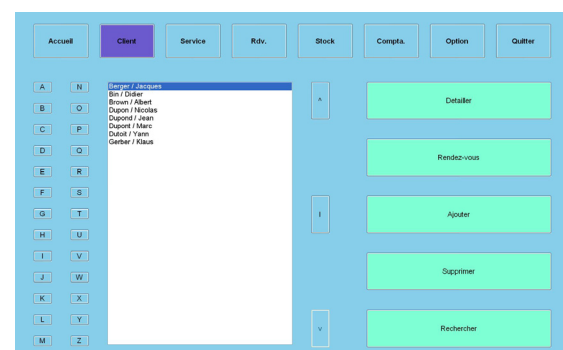 Accueil Client Service Rdv. Stock Compta. Option Quitter
A N
B O
C P
D Q
E R
F S
G T
H U
I V
J W
K X
L Y
M Z
Berger / Jacques
Bin / Didier
Brown / Albert
Dupon / Nicolas
Dupond / Jean
Dupont / Marc
Dutoit / Yann
Gerber / Klaus
^
|
v
Detailler
Rendez-vous
Ajouter
Supprimer
Rechercher